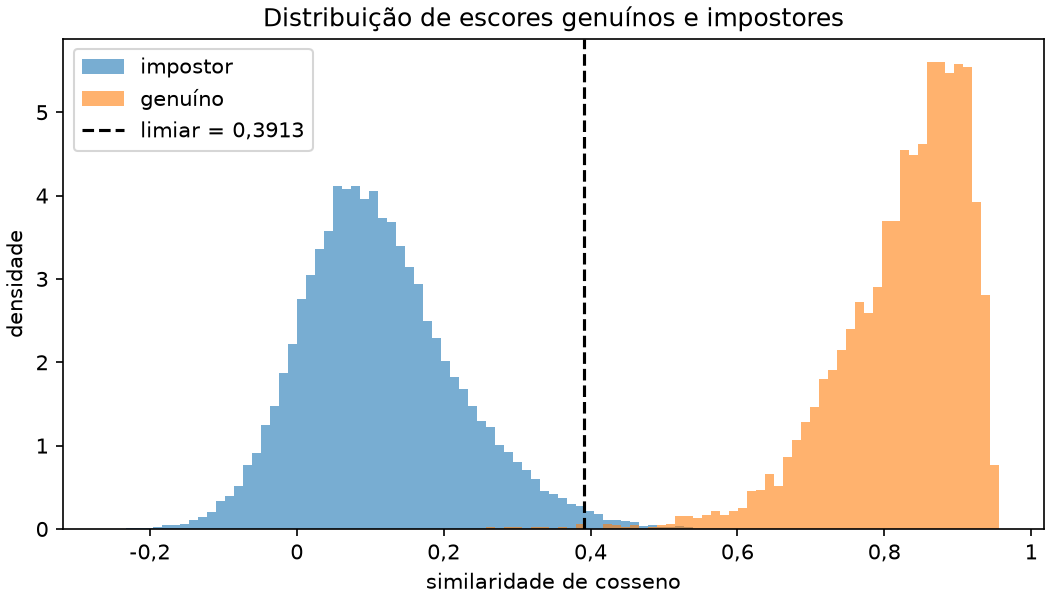 Distribuição de escores genuínos e impostores
impostor
genuíno
limiar = 0,3913
densidade
5
4
3
2
1
0
-0,2 0 0,2 0,4 0,6 0,8 1
similaridade de cosseno